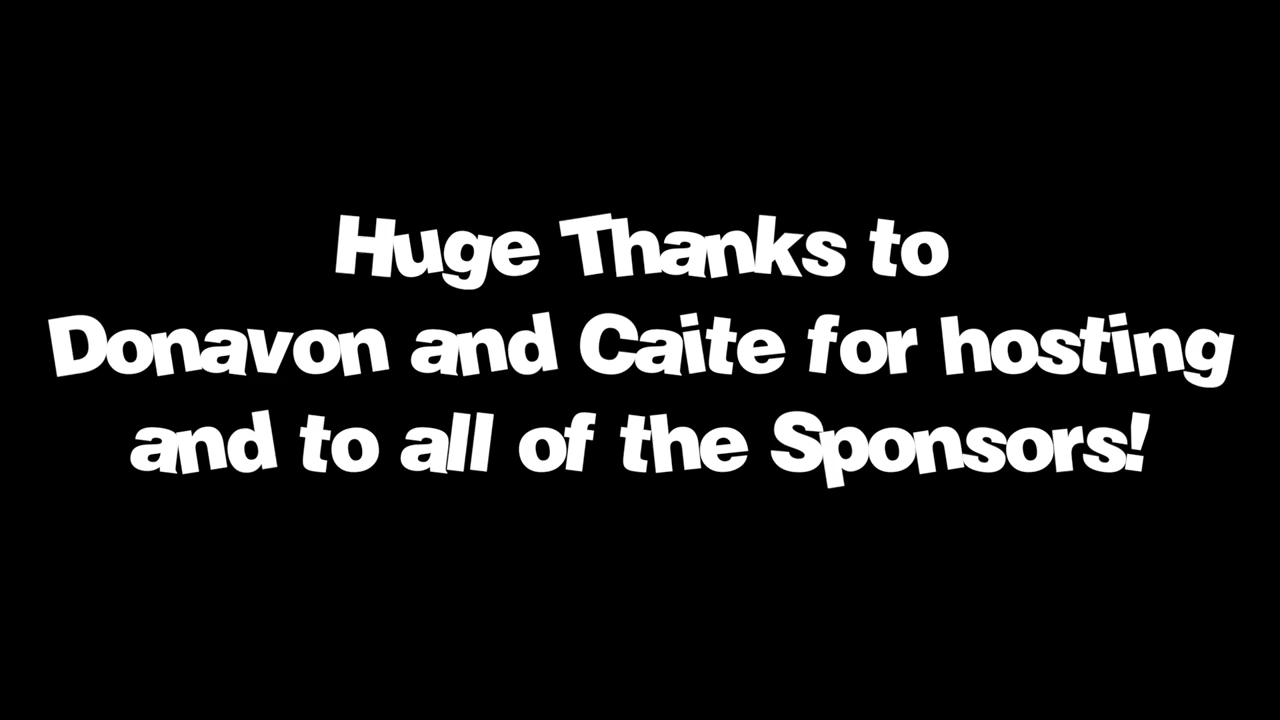 Huge Thanks to
Donavon and Caite for hosting
and to all of the Sponsors!